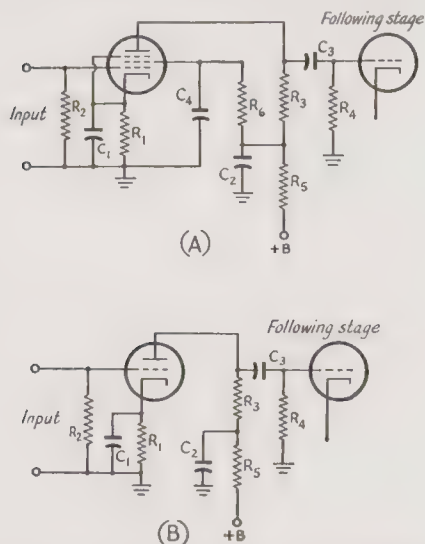 Following stage
Input
R2
C1
R1
C4
R6
C2
C3
R3
R4
R5
+B
(A)
Following stage
Input
R2
C1
R1
C2
C3
R3
R4
R5
+B
(B)